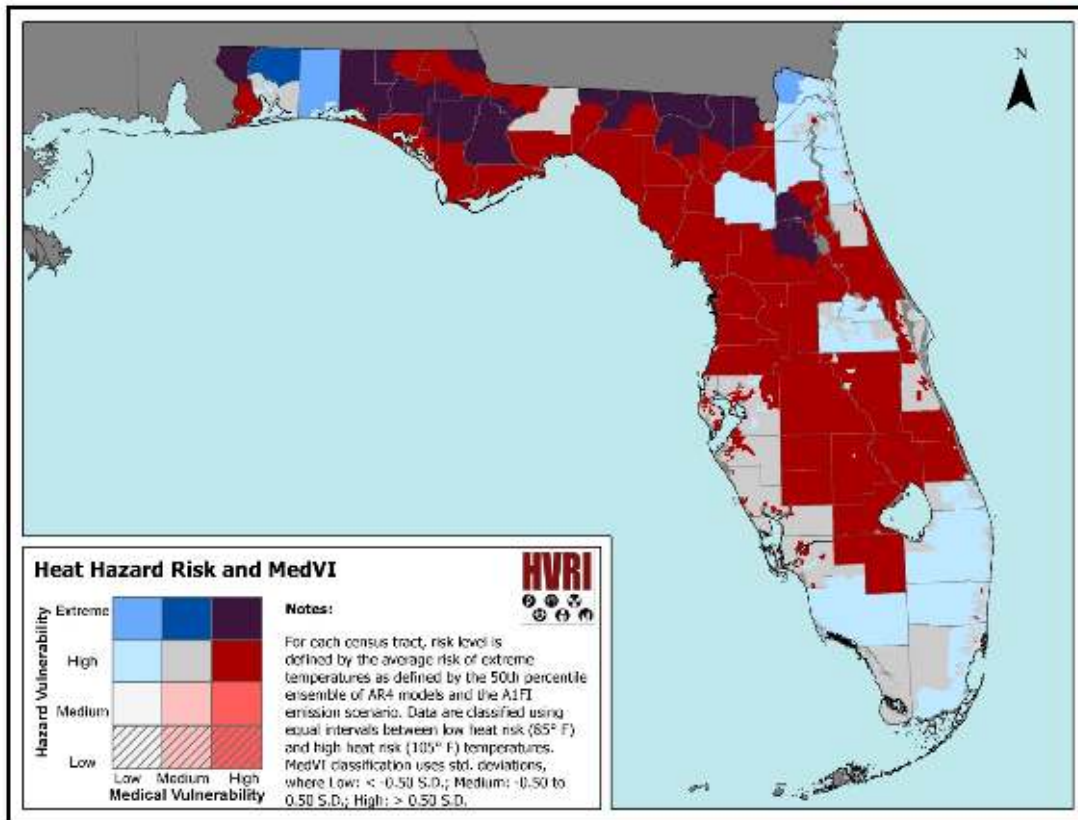 N
Heat Hazard Risk and MedVI
HVRI
Hazard Vulnerability
Extreme
High
Medium
Low
Low Medium High
Medical Vulnerability
Notes:
For each census tract, risk level is
defined by the average risk of extreme
temperatures as defined by the 50th percentile
ensemble of AR4 models and the A1FI
emission scenario. Data are classified using
equal intervals between low heat risk (85° F)
and high heat risk (105° F) temperatures.
MedVI classification uses std. deviations,
where Low: < -0.50 S.D.; Medium: -0.50 to
0.50 S.D.; High: > 0.50 S.D.